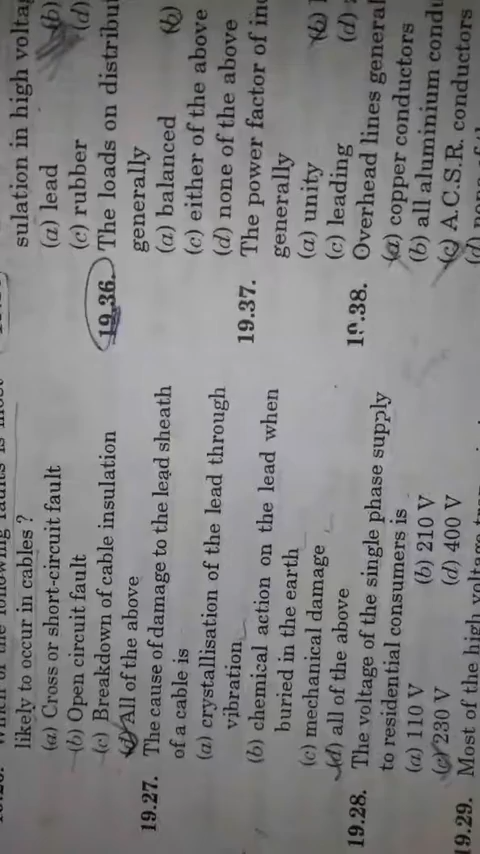 likely to occur in cables ?
(a) Cross or short-circuit fault
(b) Open circuit fault
(c) Breakdown of cable insulation
(d) All of the above
19.27. The cause of damage to the lead sheath
of a cable is
(a) crystallisation of the lead through
vibration
(b) chemical action on the lead when
buried in the earth
(c) mechanical damage
(d) all of the above
19.28. The voltage of the single phase supply
to residential consumers is
(a) 110 V (b) 210 V
(c) 230 V (d) 400 V
19.29. Most of the high voltage
sulation in high
(a) lead (b)
(c) rubber (d)
19.36. The loads on
generally
(a) balanced (b)
(c) either of the above
(d) none of the above
19.37. The power factor of
generally
(a) unity (b)
(c) leading (d)
19.38. Overhead lines
(a) copper conductors
(b) all aluminium
(c) A.C.S.R. conductors
(d)